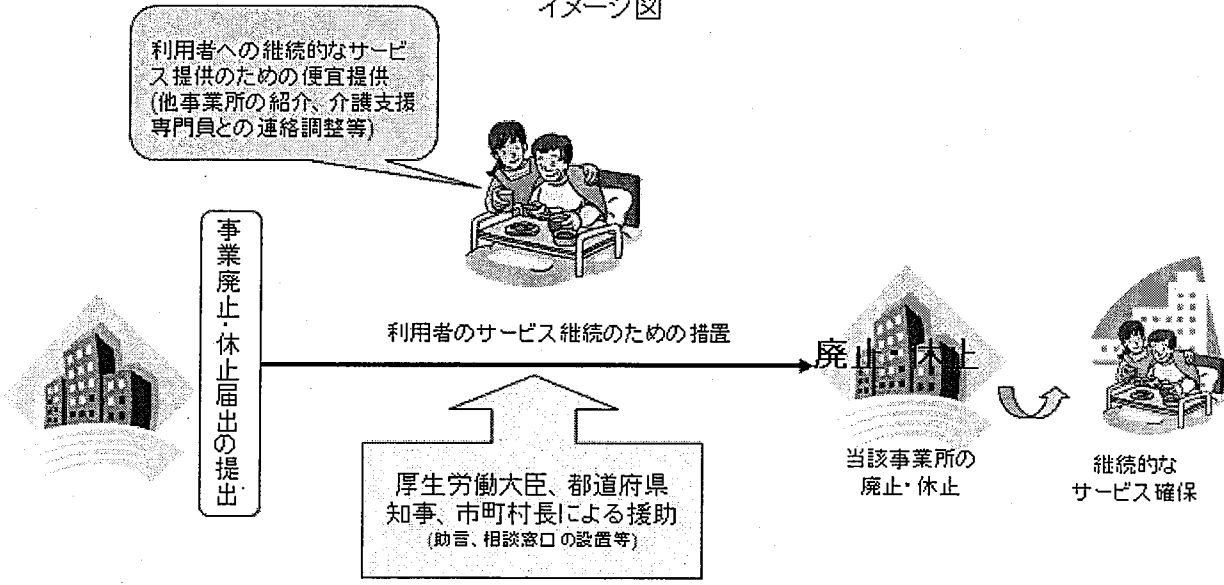 イメージ図
利用者への継続的なサービ
ス提供のための便宜提供
(他事業所の紹介、介護支援
専門員との連絡調整等)
事業廃止・休止届出の提出
利用者のサービス継続のための措置
厚生労働大臣、都道府県
知事、市町村長による援助
(助言、相談窓口の設置等)
廃止・休止
当該事業所の
廃止・休止
継続的な
サービス確保